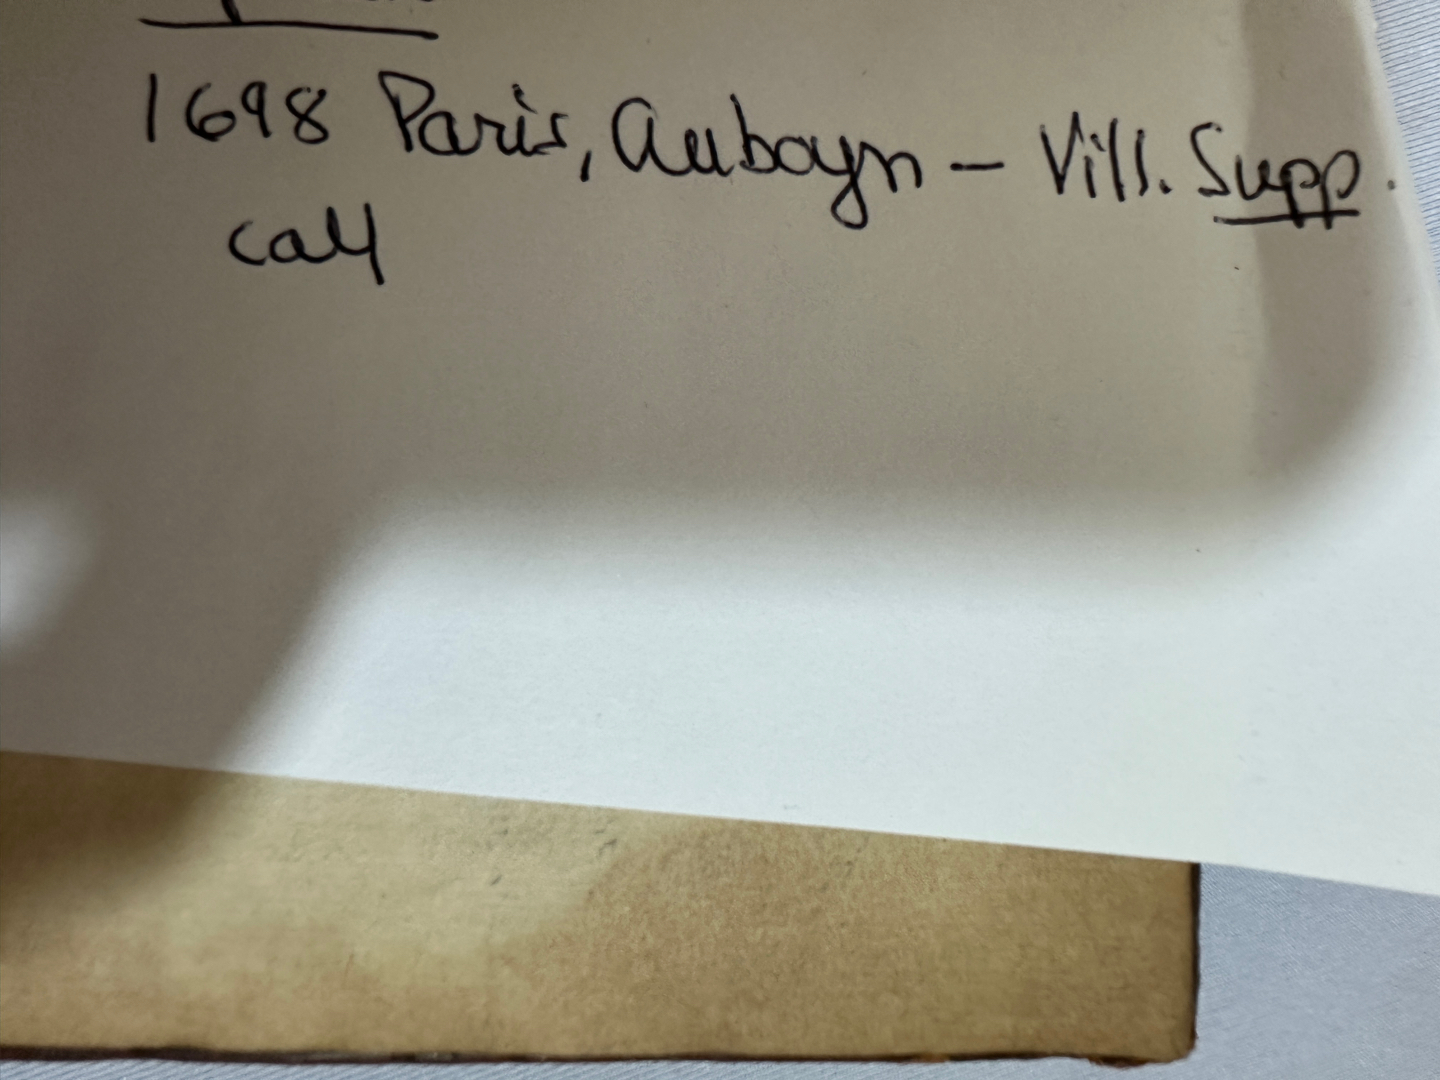 1698 Paris, Auboyn – Vill. Supp.
calf